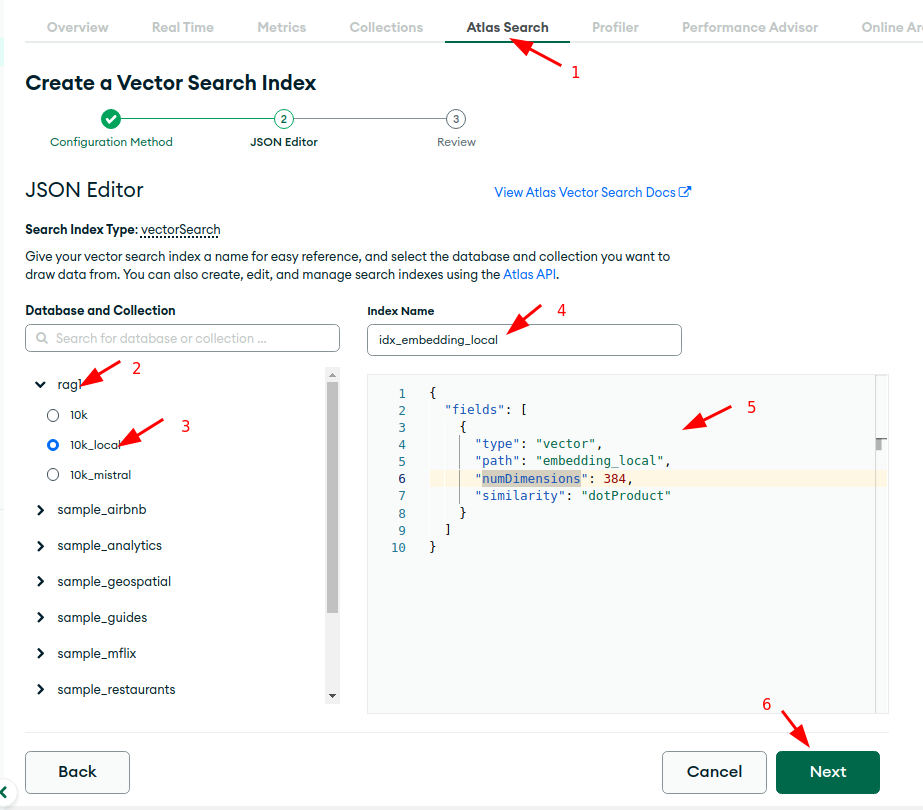 Overview Real Time Metrics Collections Atlas Search Profiler Performance Advisor Online Ar
1
Create a Vector Search Index
2 3
Configuration Method JSON Editor Review
JSON Editor
View Atlas Vector Search Docs
Search Index Type: vectorSearch
Give your vector search index a name for easy reference, and select the database and collection you want to
draw data from. You can also create, edit, and manage search indexes using the Atlas API.
Database and Collection
Search for database or collection ...
rag1 2
10k
10k_local 3
10k_mistral
sample_airbnb
sample_analytics
sample_geospatial
sample_guides
sample_mflix
sample_restaurants
Index Name 4
idx_embedding_local
5
1 {
2 "fields": [
3 {
4 "type": "vector",
5 "path": "embedding_local",
6 "numDimensions": 384,
7 "similarity": "dotProduct"
8 }
9 ]
10 }
6
Back Cancel Next